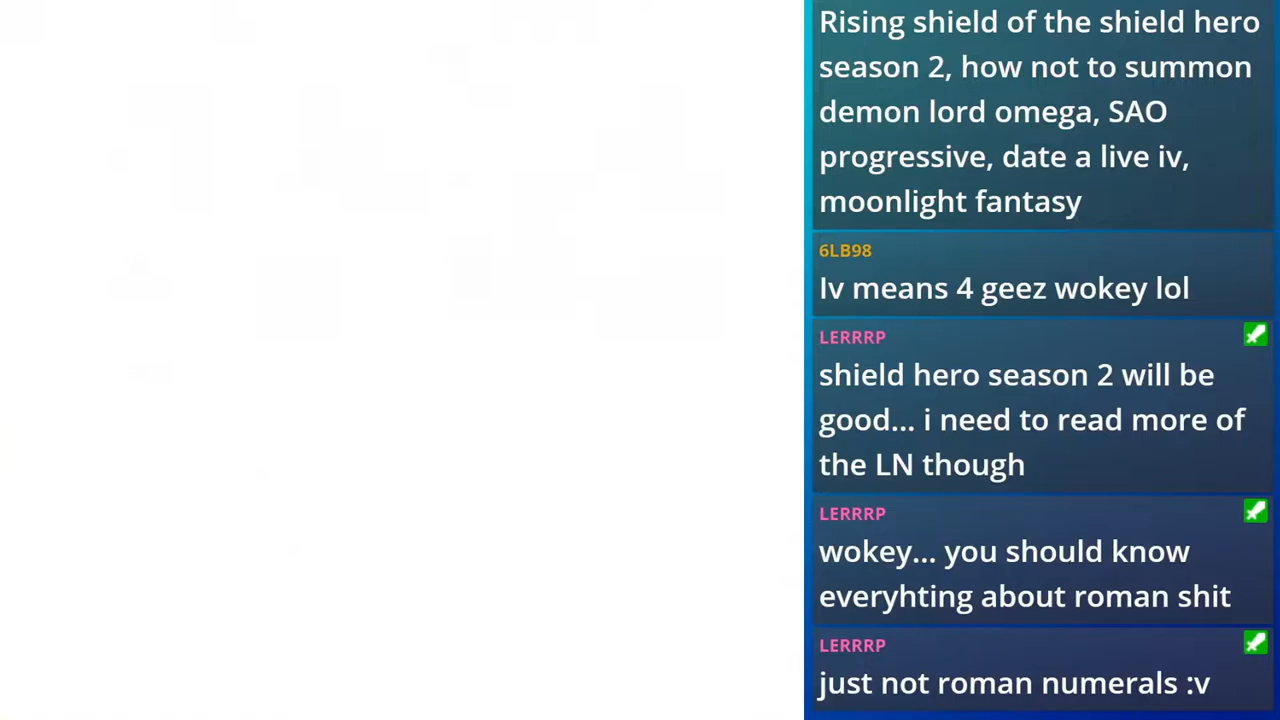 Rising shield of the shield hero
season 2, how not to summon
demon lord omega, SAO
progressive, date a live iv,
moonlight fantasy
6LB98
Iv means 4 geez wokey lol
LERRRP
shield hero season 2 will be
good... i need to read more of
the LN though
LERRRP
wokey... you should know
everyhting about roman shit
LERRRP
just not roman numerals :v